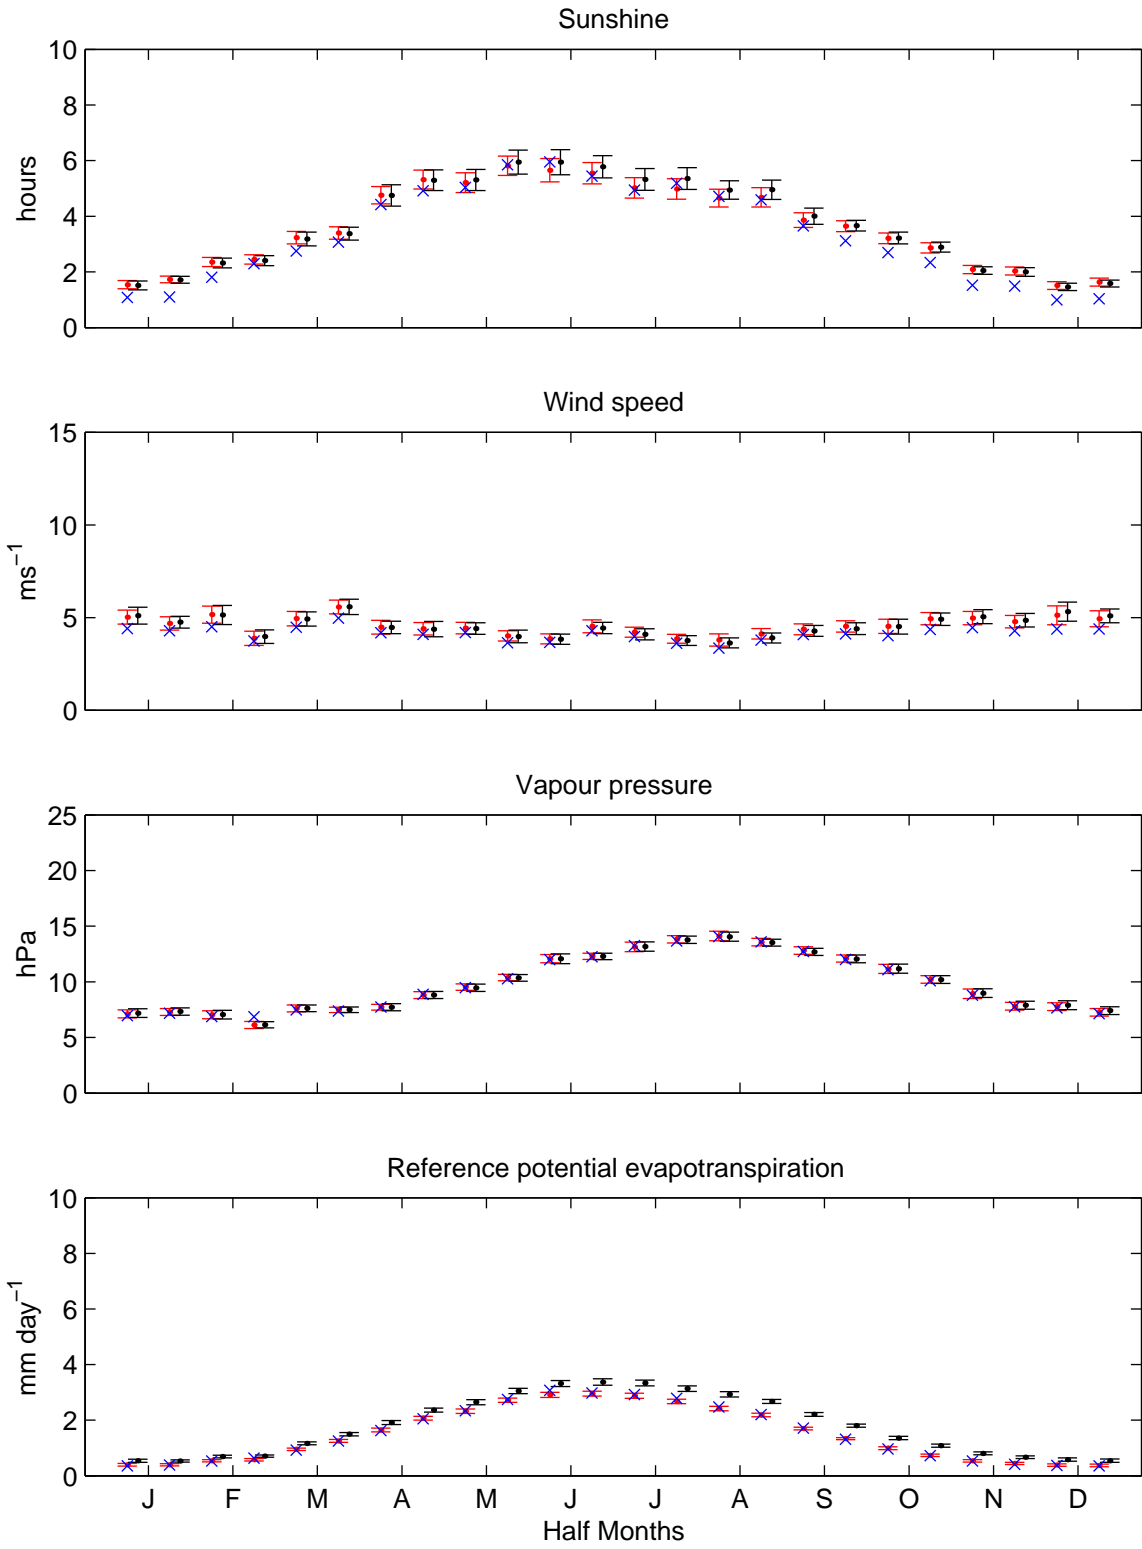 Sunshine
10
8
6
4
2
0
hours
Wind speed
15
10
5
0
ms⁻¹
Vapour pressure
25
20
15
10
5
0
hPa
Reference potential evapotranspiration
10
8
6
4
2
0
mm day⁻¹
J F M A M J J A S O N D
Half Months